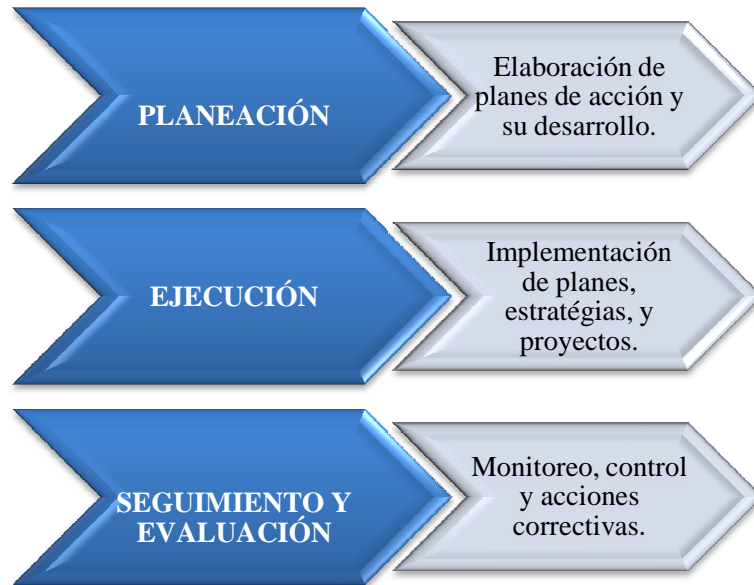 PLANEACIÓN
Elaboración de
planes de acción y
su desarrollo.
EJECUCIÓN
Implementación
de planes,
estratégias, y
proyectos.
SEGUIMIENTO Y
EVALUACIÓN
Monitoreo, control
y acciones
correctivas.